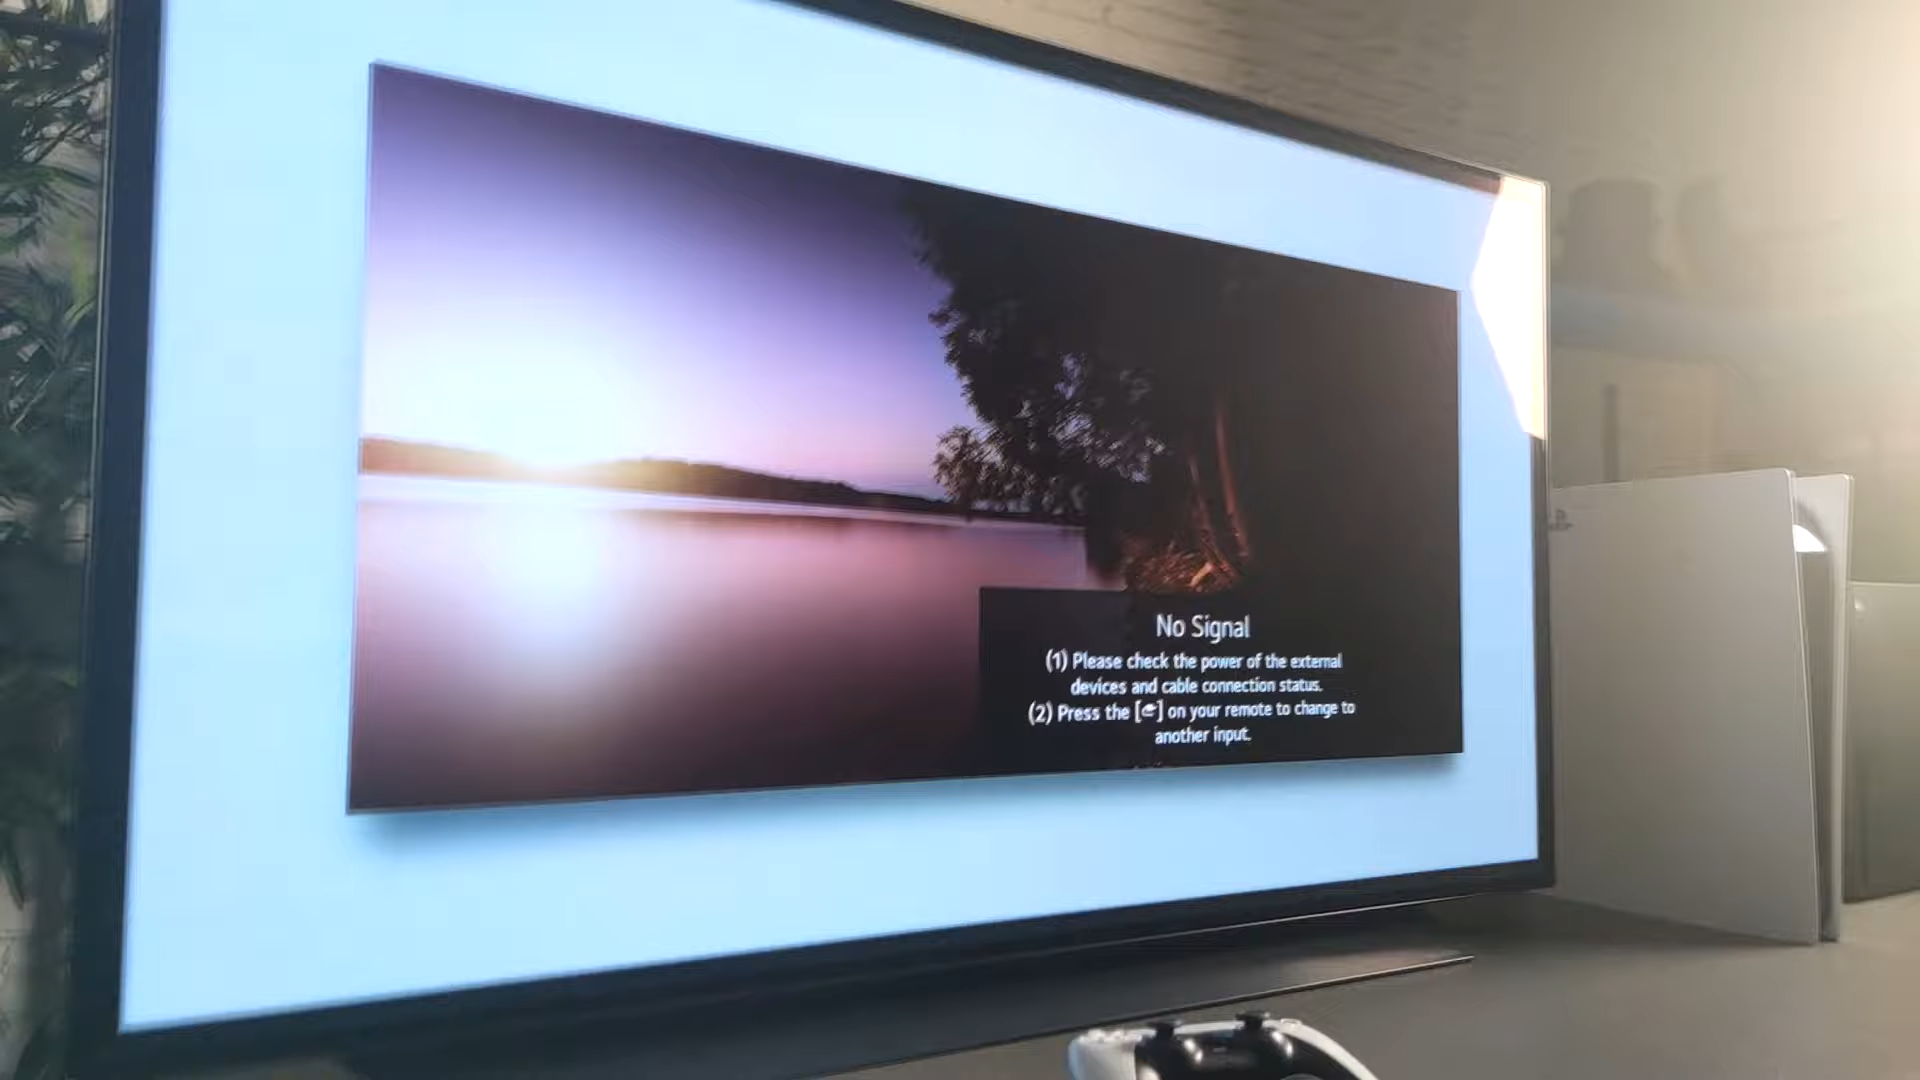 No Signal
(1) Please check the power of the external
devices and cable connection status.
(2) Press the [ ] on your remote to change to
another input.